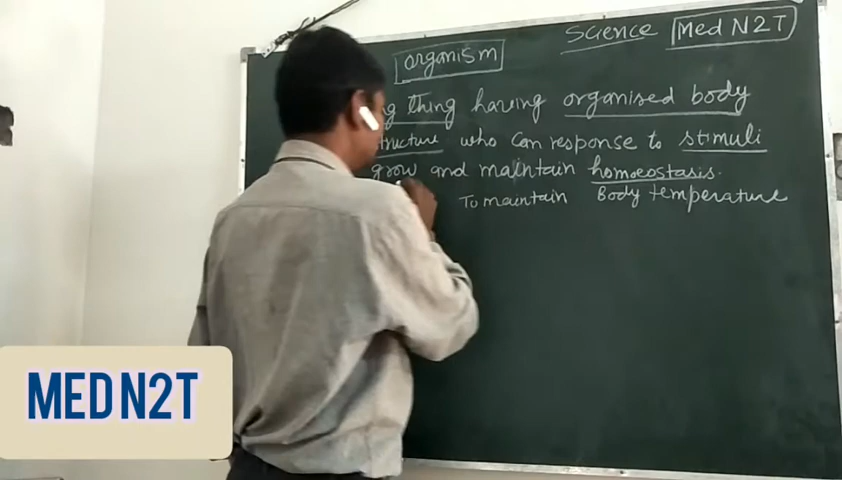 Science Med N2T
organism
thing having organised body
structure who can response to stimuli
grow and maintain homoeostasis.
To maintain Body temperature
MED N2T